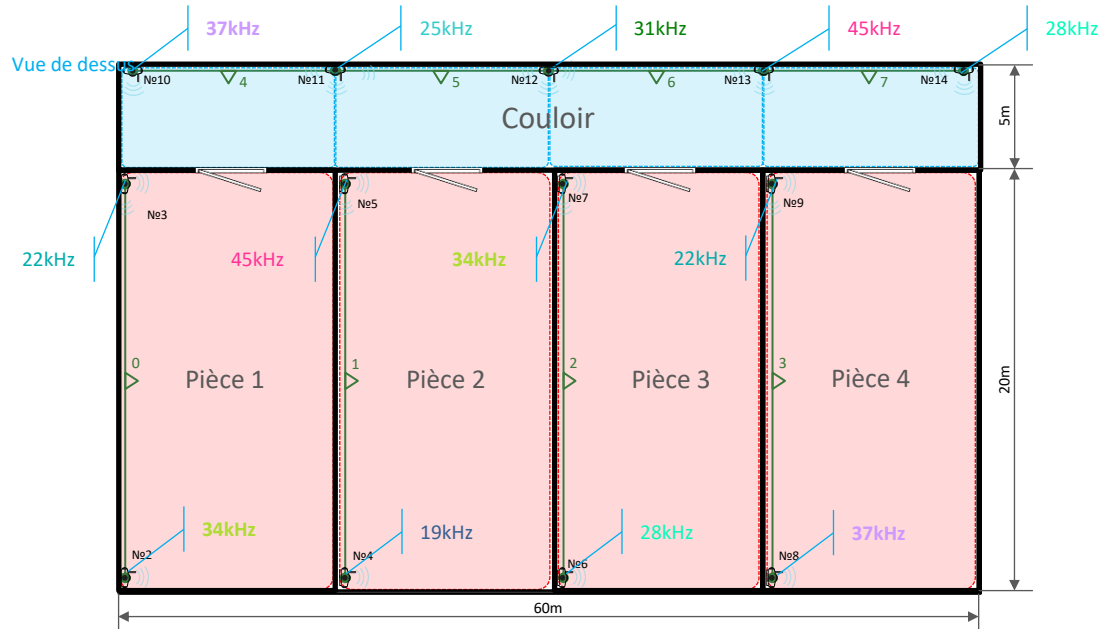 37kHz
25kHz
31kHz
45kHz
28kHz
Vue de dessus
№10
4
№11
5
№12
6
№13
7
№14
Couloir
5m
№3
№5
№7
№9
22kHz
45kHz
34kHz
22kHz
0
1
2
3
Pièce 1
Pièce 2
Pièce 3
Pièce 4
20m
34kHz
19kHz
28kHz
37kHz
№2
№4
№6
№8
60m